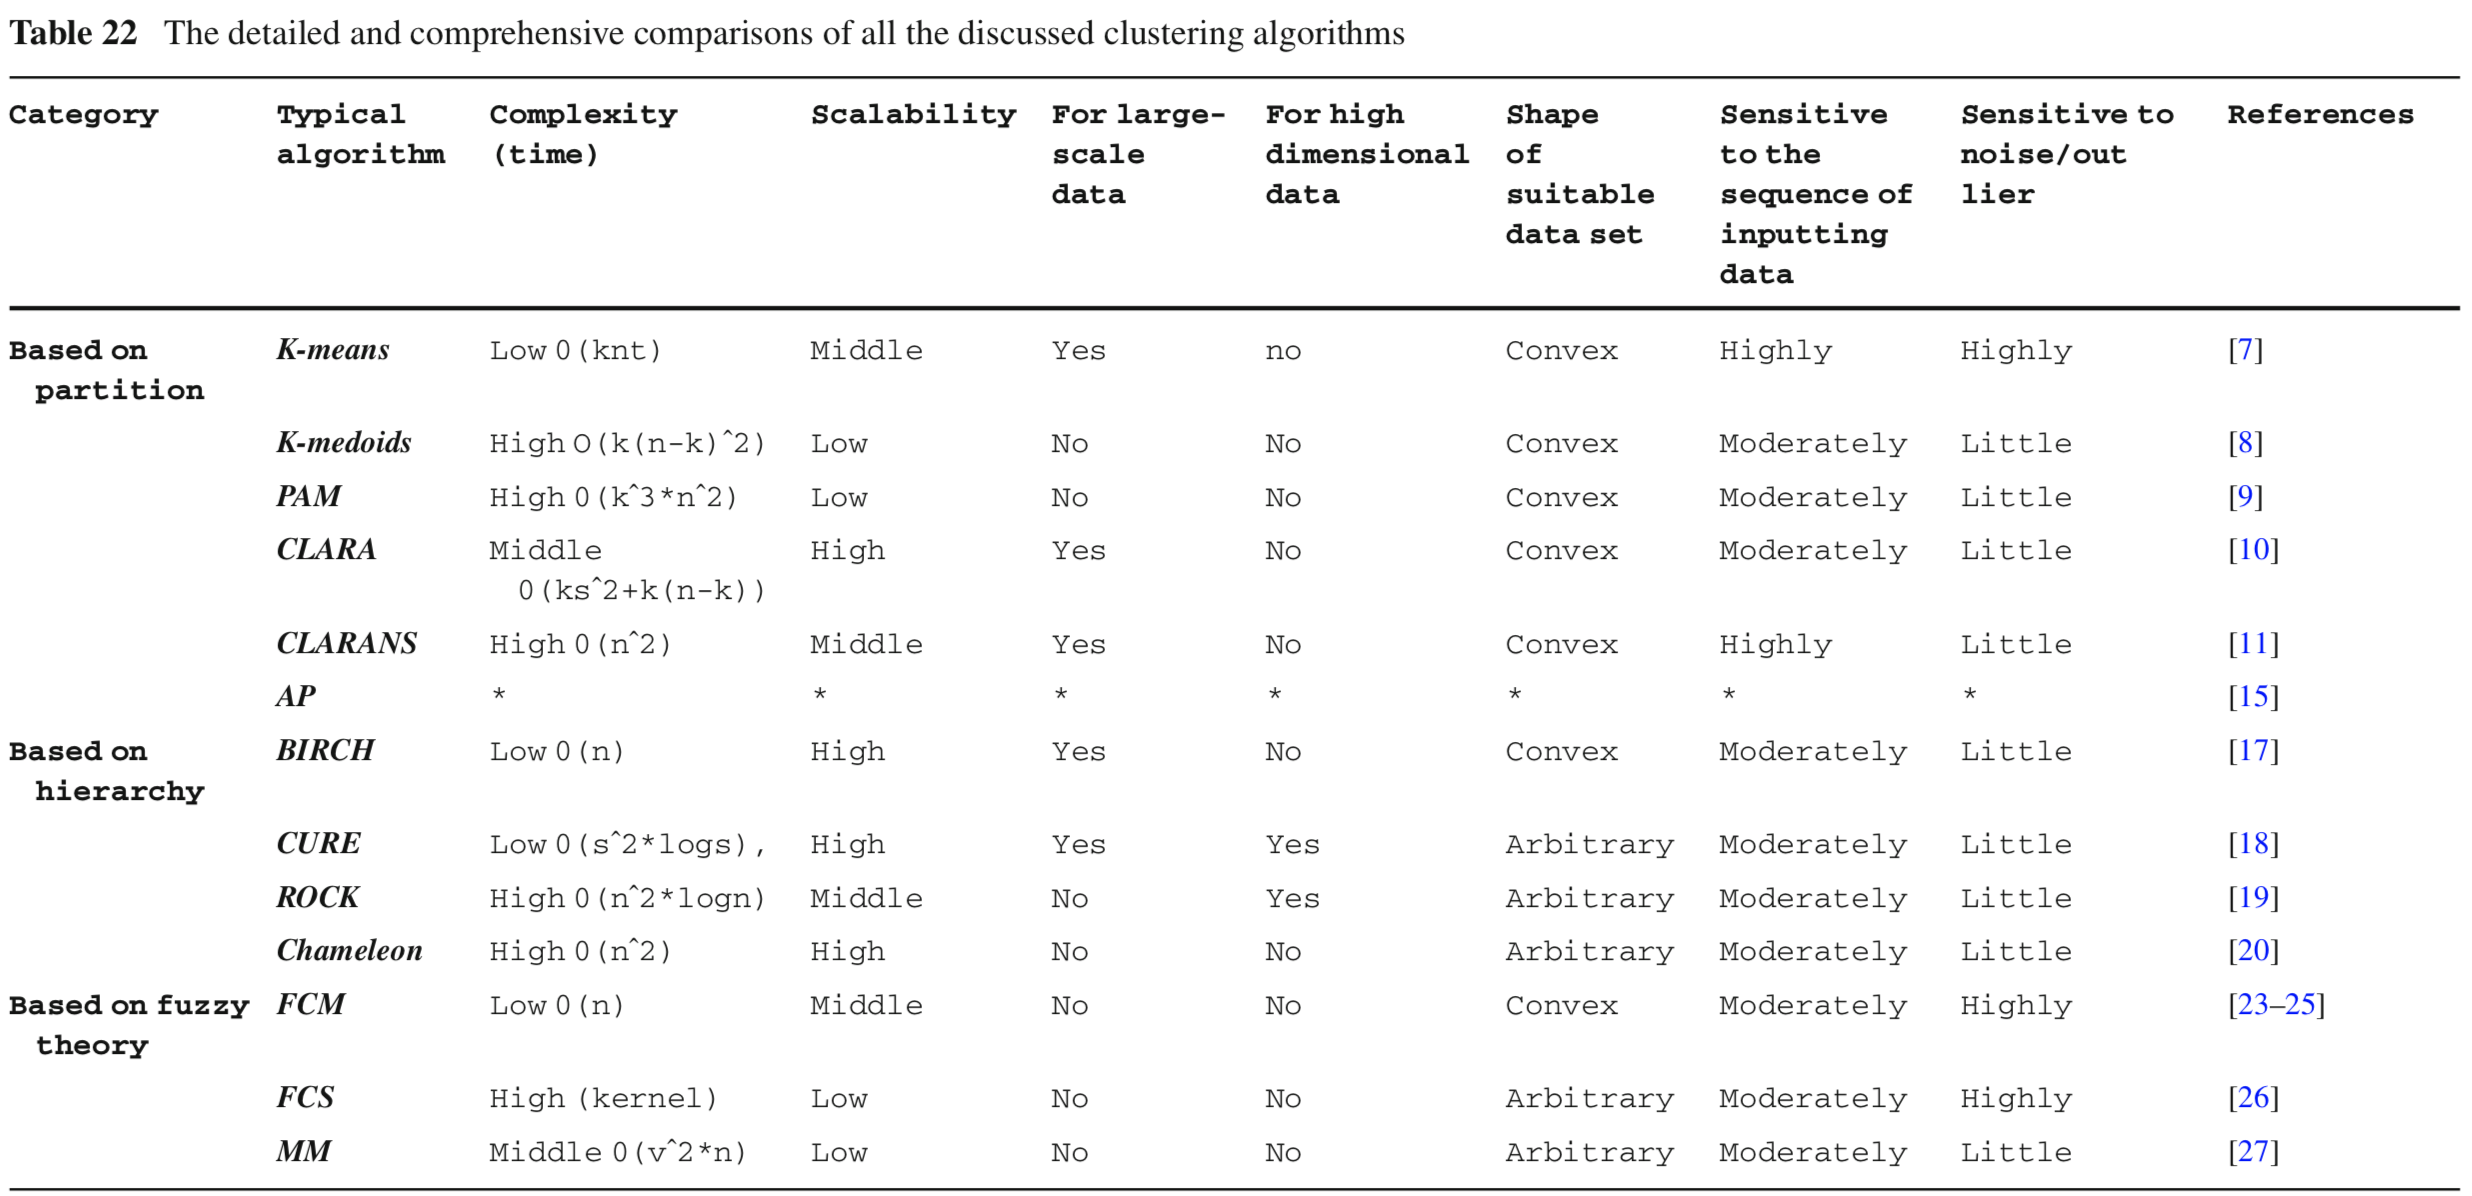 Table 22 The detailed and comprehensive comparisons of all the discussed clustering algorithms
Category Typical Complexity Scalability For large- For high Shape Sensitive Sensitive to References
algorithm (time) scale dimensional of to the noise/out
data data suitable sequence of lier
data set inputting
data
Based on K-means Low 0(knt) Middle Yes no Convex Highly Highly [7]
partition
K-medoids High O(k(n-k)^2) Low No No Convex Moderately Little [8]
PAM High 0(k^3*n^2) Low No No Convex Moderately Little [9]
CLARA Middle High Yes No Convex Moderately Little [10]
0(ks^2+k(n-k))
CLARANS High 0(n^2) Middle Yes No Convex Highly Little [11]
AP * * * * * * * [15]
Based on BIRCH Low 0(n) High Yes No Convex Moderately Little [17]
hierarchy
CURE Low 0(s^2*logs), High Yes Yes Arbitrary Moderately Little [18]
ROCK High 0(n^2*logn) Middle No Yes Arbitrary Moderately Little [19]
Chameleon High 0(n^2) High No No Arbitrary Moderately Little [20]
Based on fuzzy FCM Low 0(n) Middle No No Convex Moderately Highly [23–25]
theory
FCS High (kernel) Low No No Arbitrary Moderately Highly [26]
MM Middle 0(v^2*n) Low No No Arbitrary Moderately Little [27]